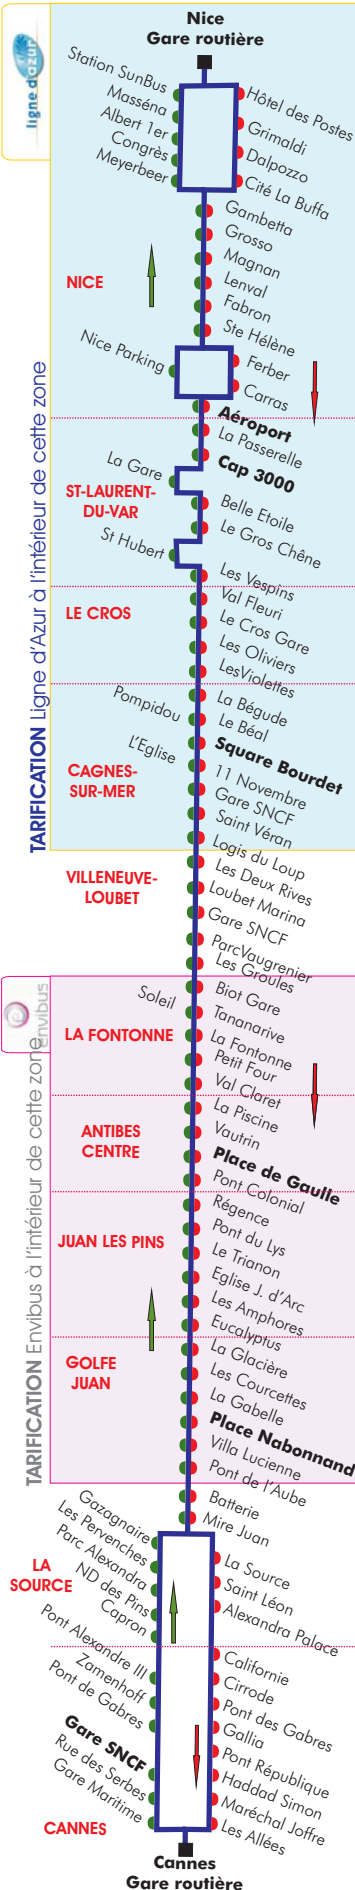 Nice
Gare routière
ligne d'azur
Station SunBus
Masséna
Albert 1er
Congrès
Meyerbeer
Hôtel des Postes
Grimaldi
Dalpozzo
Cité La Buffa
Gambetta
Grosso
Magnan
Lenval
Fabron
Ste Hélène
NICE
Nice Parking
Ferber
Carras
Aéroport
La Passerelle
Cap 3000
La Gare
ST-LAURENT-
DU-VAR
Belle Etoile
Le Gros Chêne
St Hubert
Les Vespins
TARIFICATION Ligne d'Azur à l'intérieur de cette zone
LE CROS
Val Fleuri
Le Cros Gare
Les Oliviers
LesViolettes
La Bégude
Pompidou
Le Béal
Square Bourdet
L'Eglise
11 Novembre
CAGNES-
SUR-MER
Gare SNCF
Saint Véran
Logis du Loup
VILLENEUVE-
LOUBET
Les Deux Rives
Loubet Marina
Gare SNCF
ParcVaugrenier
Les Groules
envibus
Biot Gare
Soleil
Tananarive
LA FONTONNE
La Fontonne
Petit Four
Val Claret
La Piscine
ANTIBES
CENTRE
Vautrin
Place de Gaulle
Pont Colonial
Régence
JUAN LES PINS
Pont du Lys
Le Trianon
Eglise J. d'Arc
Les Amphores
Eucalyptus
TARIFICATION Envibus à l'intérieur de cette zone
GOLFE
JUAN
La Glacière
Les Courcettes
La Gabelle
Place Nabonnand
Villa Lucienne
Pont de l'Aube
Batterie
Mire Juan
Gazagnaire
Les Pervenches
Parc Alexandra
ND des Pins
Capron
LA
SOURCE
La Source
Saint Léon
Alexandra Palace
Pont Alexandre III
Zamenhoff
Pont de Gabres
Gare SNCF
Rue des Serbes
Gare Maritime
Californie
Cirrode
Pont des Gabres
Gallia
Pont République
Haddad Simon
Maréchal Joffre
Les Allées
CANNES
Cannes
Gare routière